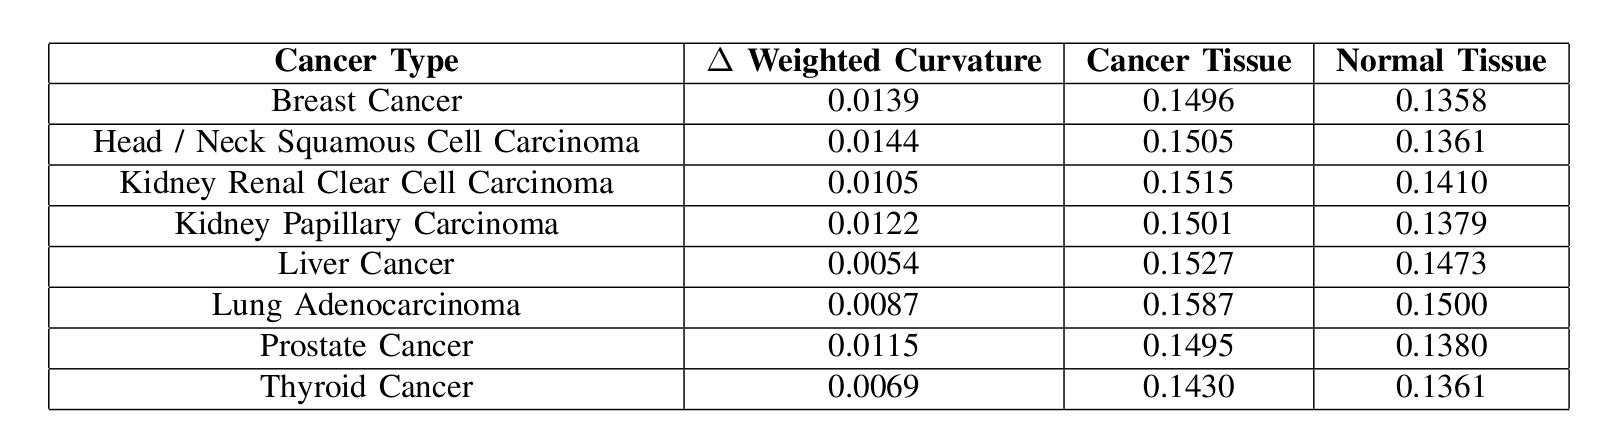 Cancer Type Δ Weighted Curvature Cancer Tissue Normal Tissue
Breast Cancer 0.0139 0.1496 0.1358
Head / Neck Squamous Cell Carcinoma 0.0144 0.1505 0.1361
Kidney Renal Clear Cell Carcinoma 0.0105 0.1515 0.1410
Kidney Papillary Carcinoma 0.0122 0.1501 0.1379
Liver Cancer 0.0054 0.1527 0.1473
Lung Adenocarcinoma 0.0087 0.1587 0.1500
Prostate Cancer 0.0115 0.1495 0.1380
Thyroid Cancer 0.0069 0.1430 0.1361